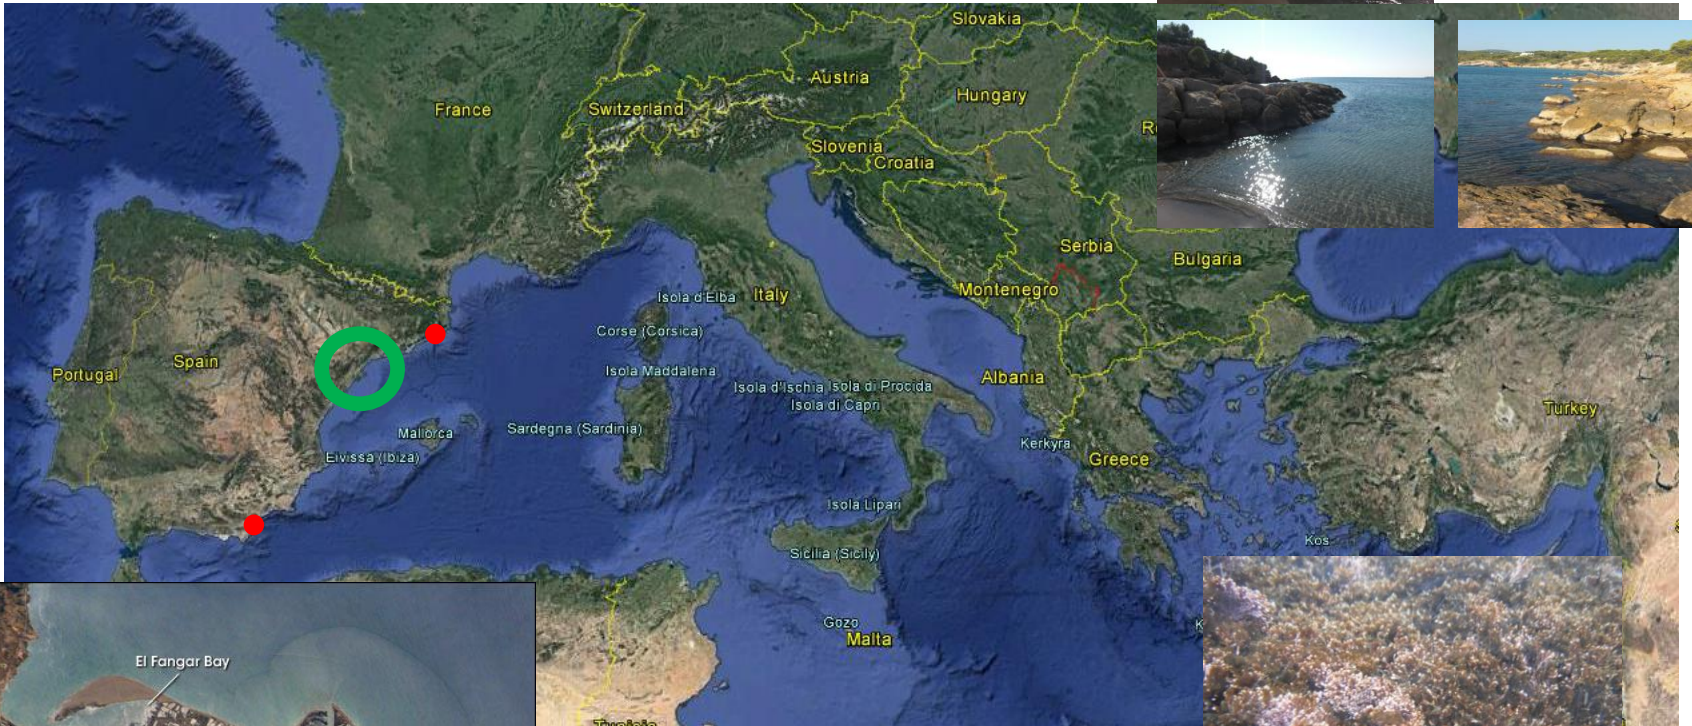 Slovakia
Austria
France
Switzerland
Hungary
Slovenia
Croatia
Serbia
Bulgaria
Montenegro
Isola d'Elba
Italy
Corse (Corsica)
Spain
Portugal
Isola Maddalena
Albania
Isola d'Ischia
Isola di Procida
Isola di Capri
Turkey
Mallorca
Sardegna (Sardinia)
Kerkyra
Eivissa (Ibiza)
Greece
Isola Lipari
Kos
Sicilia (Sicily)
Gozo
Malta
El Fangar Bay
Tunisia